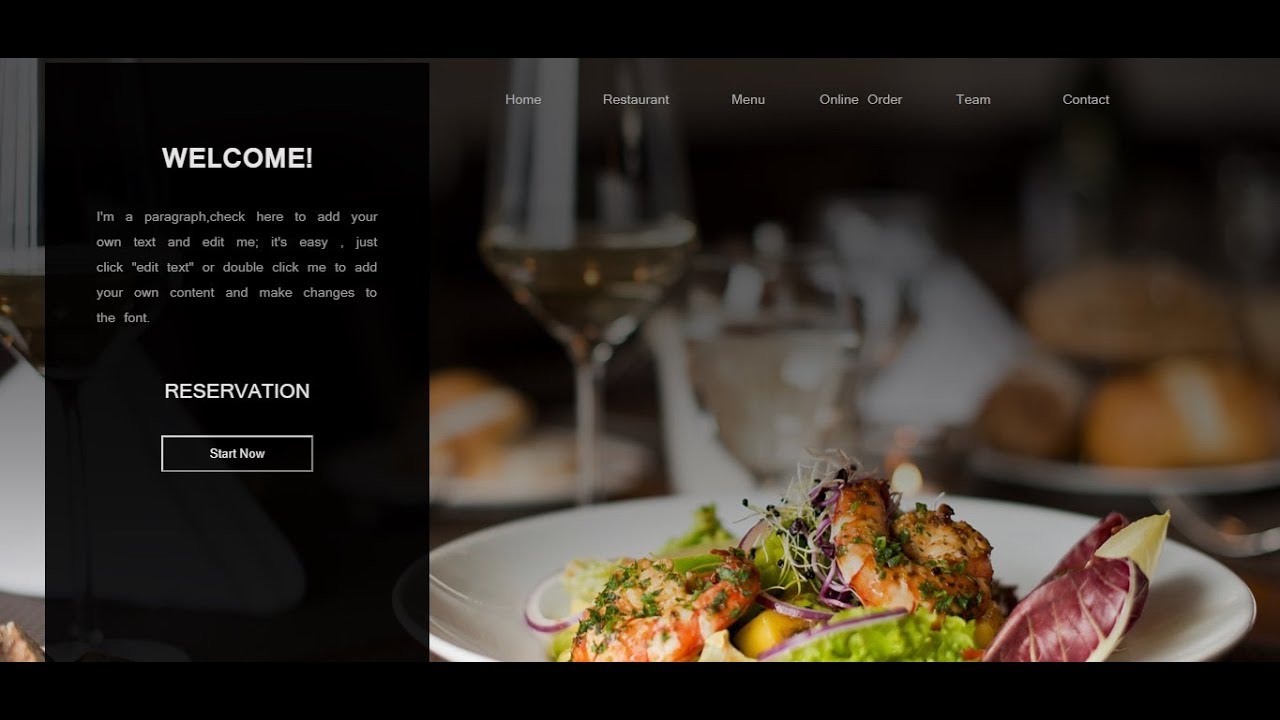 Home Restaurant Menu Online Order Team Contact
WELCOME!
I'm a paragraph,check here to add your
own text and edit me; it's easy , just
click "edit text" or double click me to add
your own content and make changes to
the font.
RESERVATION
Start Now